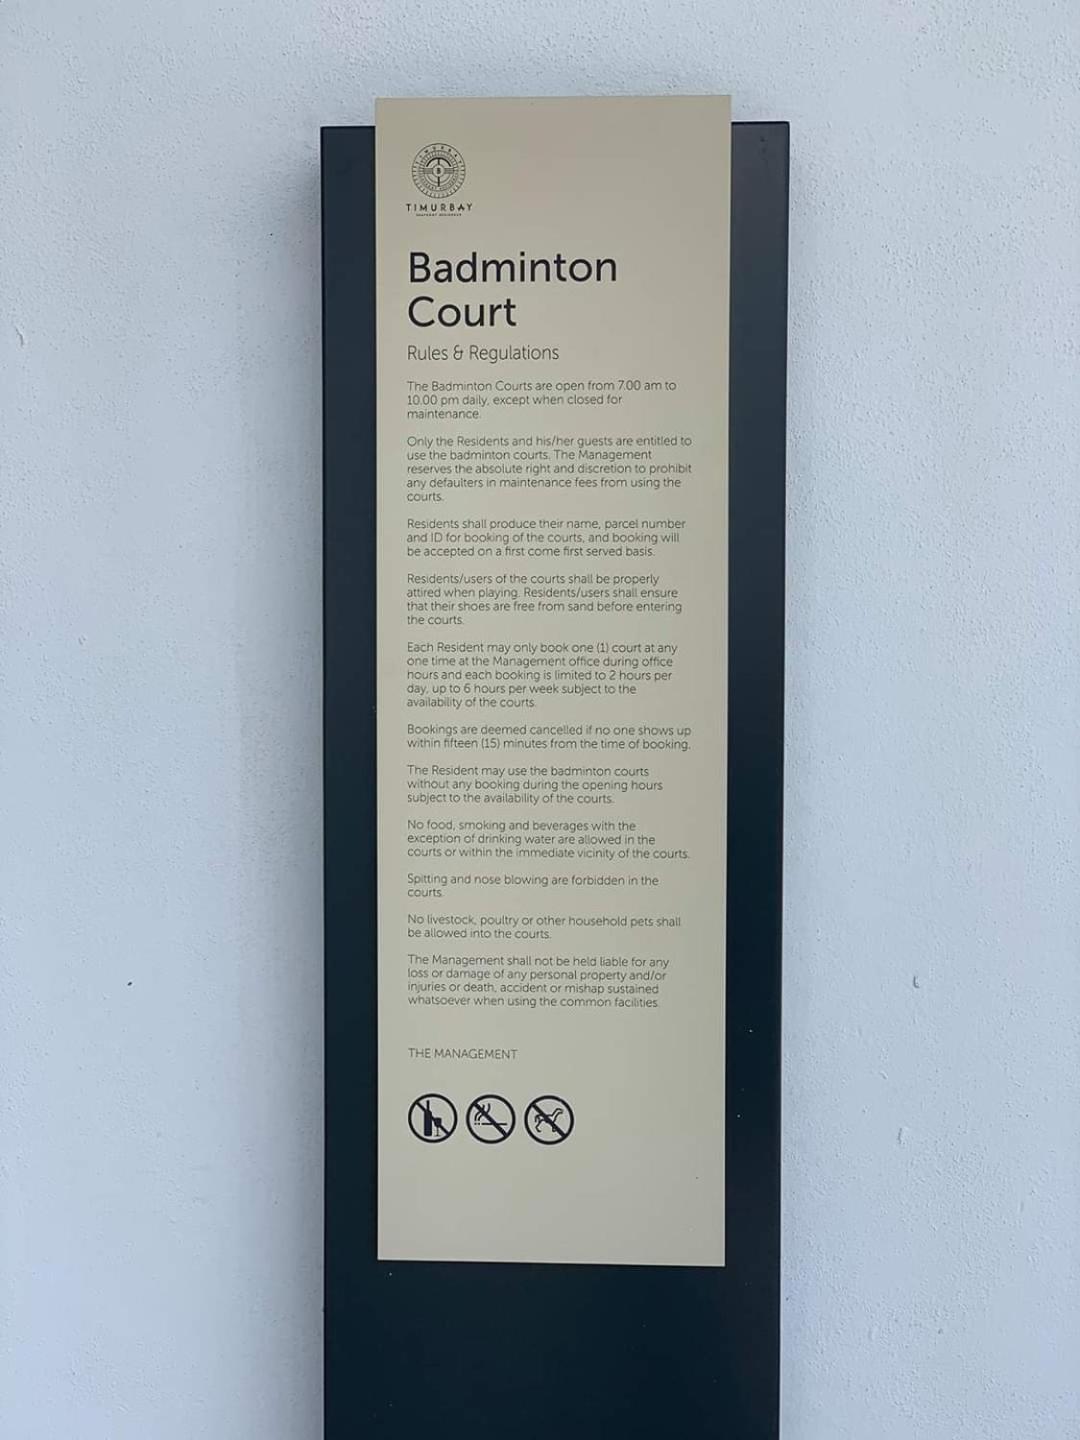 TIMURBAY
Badminton
Court
Rules & Regulations
The Badminton Courts are open from 7.00 am to
10.00 pm daily, except when closed for
maintenance.
Only the Residents and his/her guests are entitled to
use the badminton courts. The Management
reserves the absolute right and discretion to prohibit
any defaulters in maintenance fees from using the
courts.
Residents shall produce their name, parcel number
and ID for booking of the courts, and booking will
be accepted on a first come first served basis.
Residents/users of the courts shall be properly
attired when playing. Residents/users shall ensure
that their shoes are free from sand before entering
the courts.
Each Resident may only book one (1) court at any
one time at the Management office during office
hours and each booking is limited to 2 hours per
day, up to 6 hours per week subject to the
availability of the courts.
Bookings are deemed cancelled if no one shows up
within fifteen (15) minutes from the time of booking.
The Resident may use the badminton courts
without any booking during the opening hours
subject to the availability of the courts.
No food, smoking and beverages with the
exception of drinking water are allowed in the
courts or within the immediate vicinity of the courts.
Spitting and nose blowing are forbidden in the
courts.
No livestock, poultry or other household pets shall
be allowed into the courts.
The Management shall not be held liable for any
loss or damage of any personal property and/or
injuries or death, accident or mishap sustained
whatsoever when using the common facilities.
THE MANAGEMENT